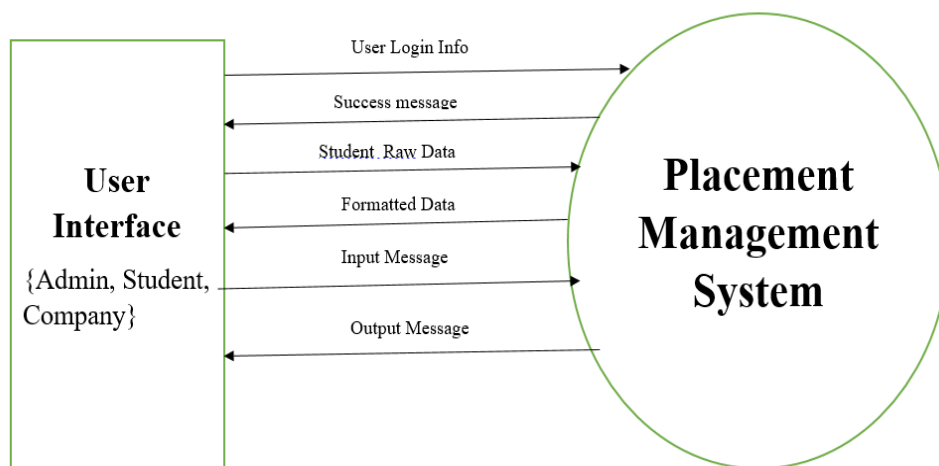 User Login Info
Success message
Student Raw Data
Formatted Data
Input Message
Output Message
User
Interface
{Admin, Student,
Company}
Placement
Management
System